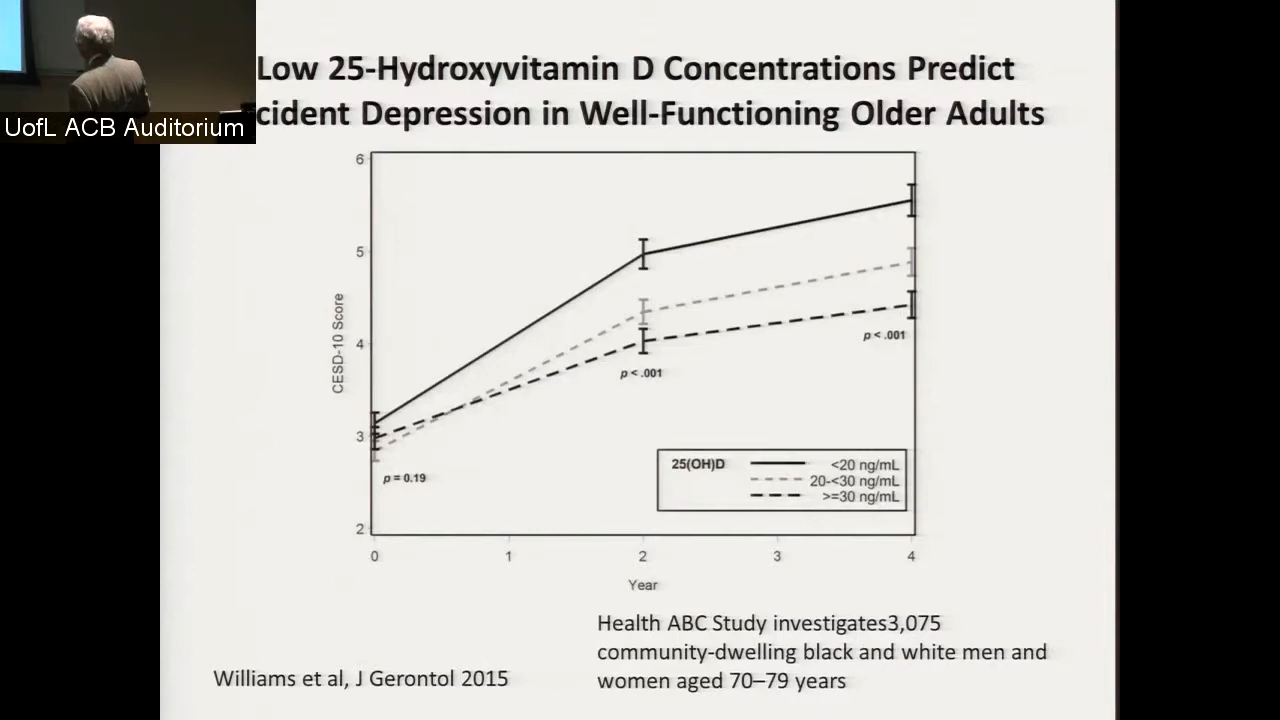 UofL ACB Auditorium
Low 25-Hydroxyvitamin D Concentrations Predict
cident Depression in Well-Functioning Older Adults
6
5
4
3
2
CESD-10 Score
p = 0.19
p < .001
p < .001
25(OH)D
<20 ng/mL
20-<30 ng/mL
>=30 ng/mL
0
1
2
3
4
Year
Health ABC Study investigates3,075
community-dwelling black and white men and
women aged 70–79 years
Williams et al, J Gerontol 2015